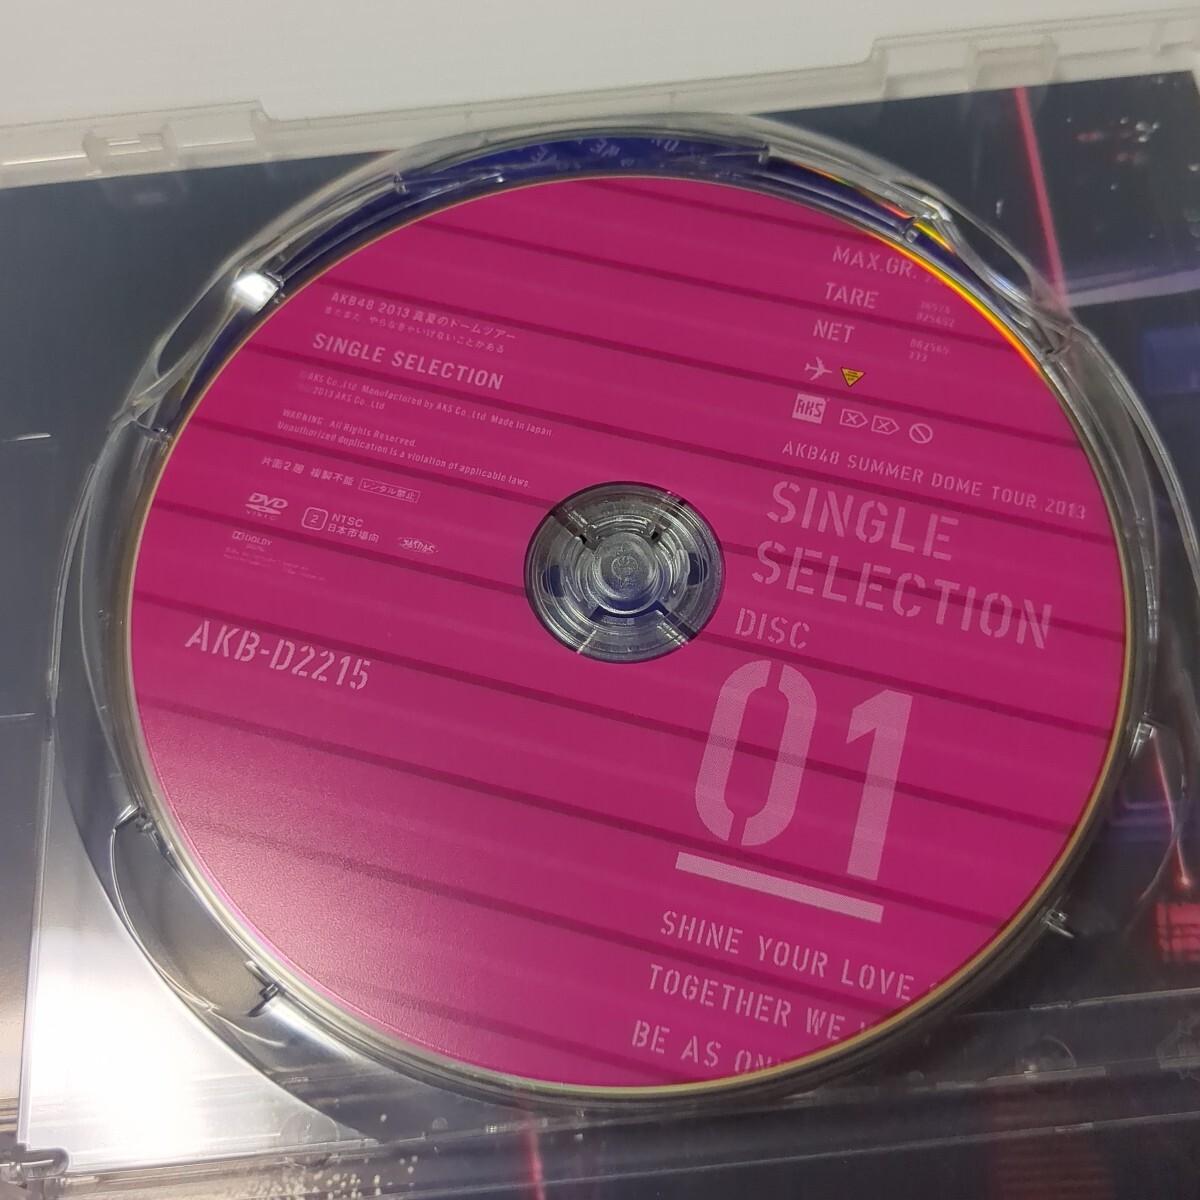 AKB48 2013 真夏のドームツアー
まだまだ やらなきゃいけないことがある
SINGLE SELECTION
AKS Co.,Ltd. Manufactured by AKS Co.,Ltd. Made in Japan
2013 AKS Co.,Ltd
WARNING: All Rights Reserved.
Unauthorized duplication is a violation of applicable laws.
片面2層 複製不能 レンタル禁止
DVD
VIDEO
2 NTSC
日本市場向
JASRAC
DOLBY
AKB-D2215
MAX.GR.
TARE
NET
AKS
AKB48 SUMMER DOME TOUR 2013
SINGLE
SELECTION
DISC
01
SHINE YOUR LOVE
TOGETHER WE
BE AS